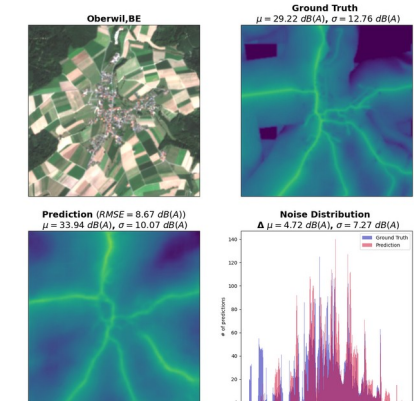 Oberwil,BE
Ground Truth
μ = 29.22 dB(A), σ = 12.76 dB(A)
Prediction (RMSE = 8.67 dB(A))
μ = 33.94 dB(A), σ = 10.07 dB(A)
Noise Distribution
Δ μ = 4.72 dB(A), σ = 7.27 dB(A)
Ground Truth
Prediction
# of predictions
140
120
100
80
60
40
20